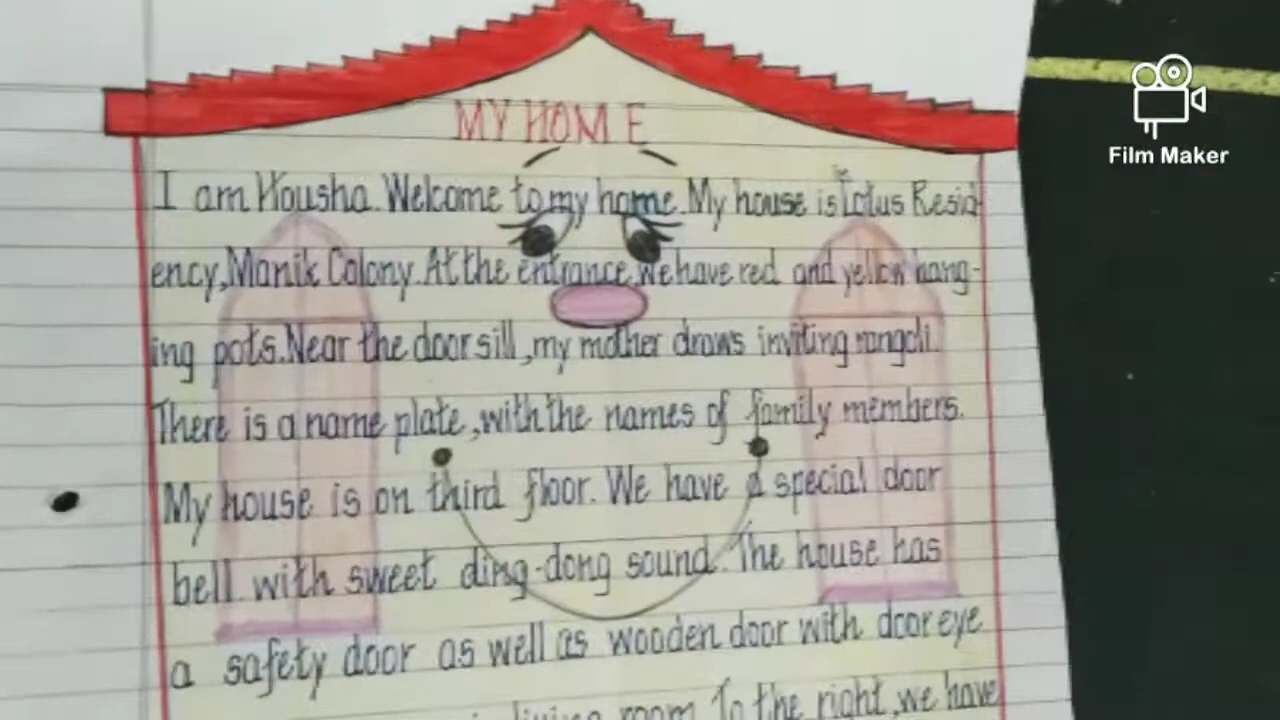 MY HOME
I am Housha. Welcome to my home. My house is Lotus Resid-
ency, Manik Colony. At the entrance, we have red and yellow hang-
ing pots. Near the door sill, my mother draws inviting rangoli.
There is a name plate, with the names of family members.
My house is on third floor. We have a special door
bell with sweet ding-dong sound. The house has
a safety door as well as wooden door with door eye
living room To the right, we have
Film Maker